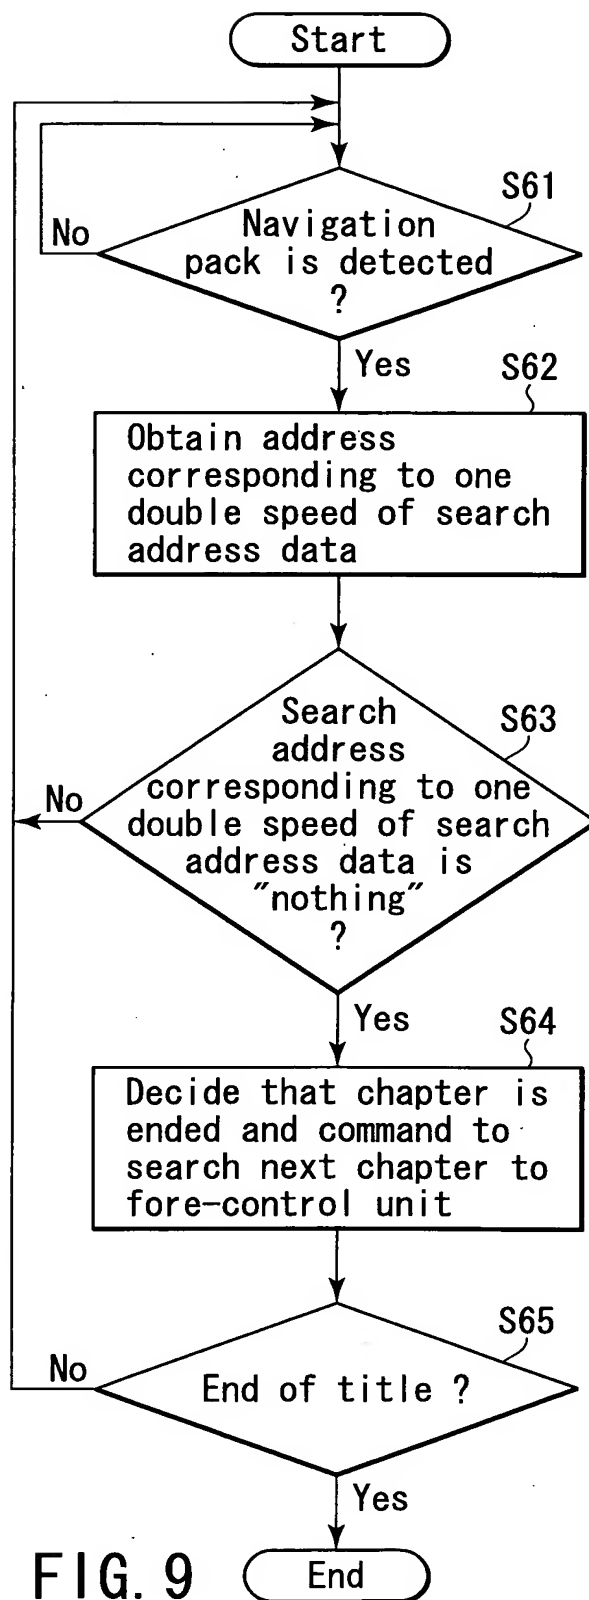 Start
S61
No
Navigation
pack is detected
?
Yes
S62
Obtain address
corresponding to one
double speed of search
address data
S63
No
Search
address
corresponding to one
double speed of search
address data is
"nothing"
?
Yes
S64
Decide that chapter is
ended and command to
search next chapter to
fore-control unit
S65
No
End of title ?
Yes
End
FIG. 9